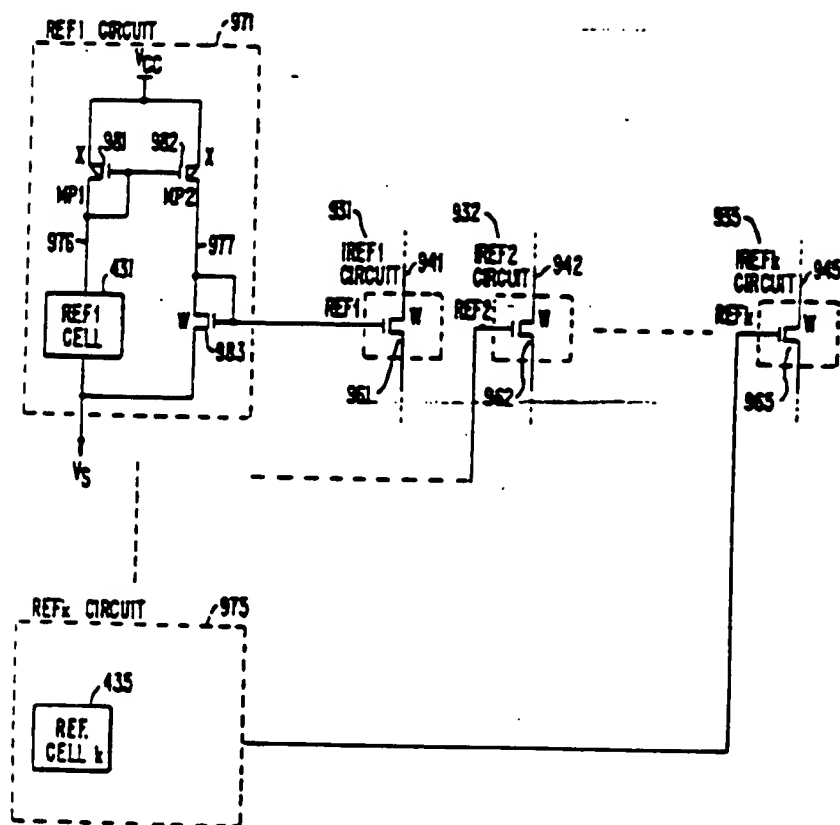 REF1 CIRCUIT
971
VCC
981
982
X
X
MP1
MP2
976
977
431
REF1
CELL
W
983
VS
931
IREF1
CIRCUIT
941
REF1
W
961
932
IREF2
CIRCUIT
942
REF2
W
962
935
IREFk
CIRCUIT
945
REFk
W
965
REFk CIRCUIT
975
435
REF.
CELL k